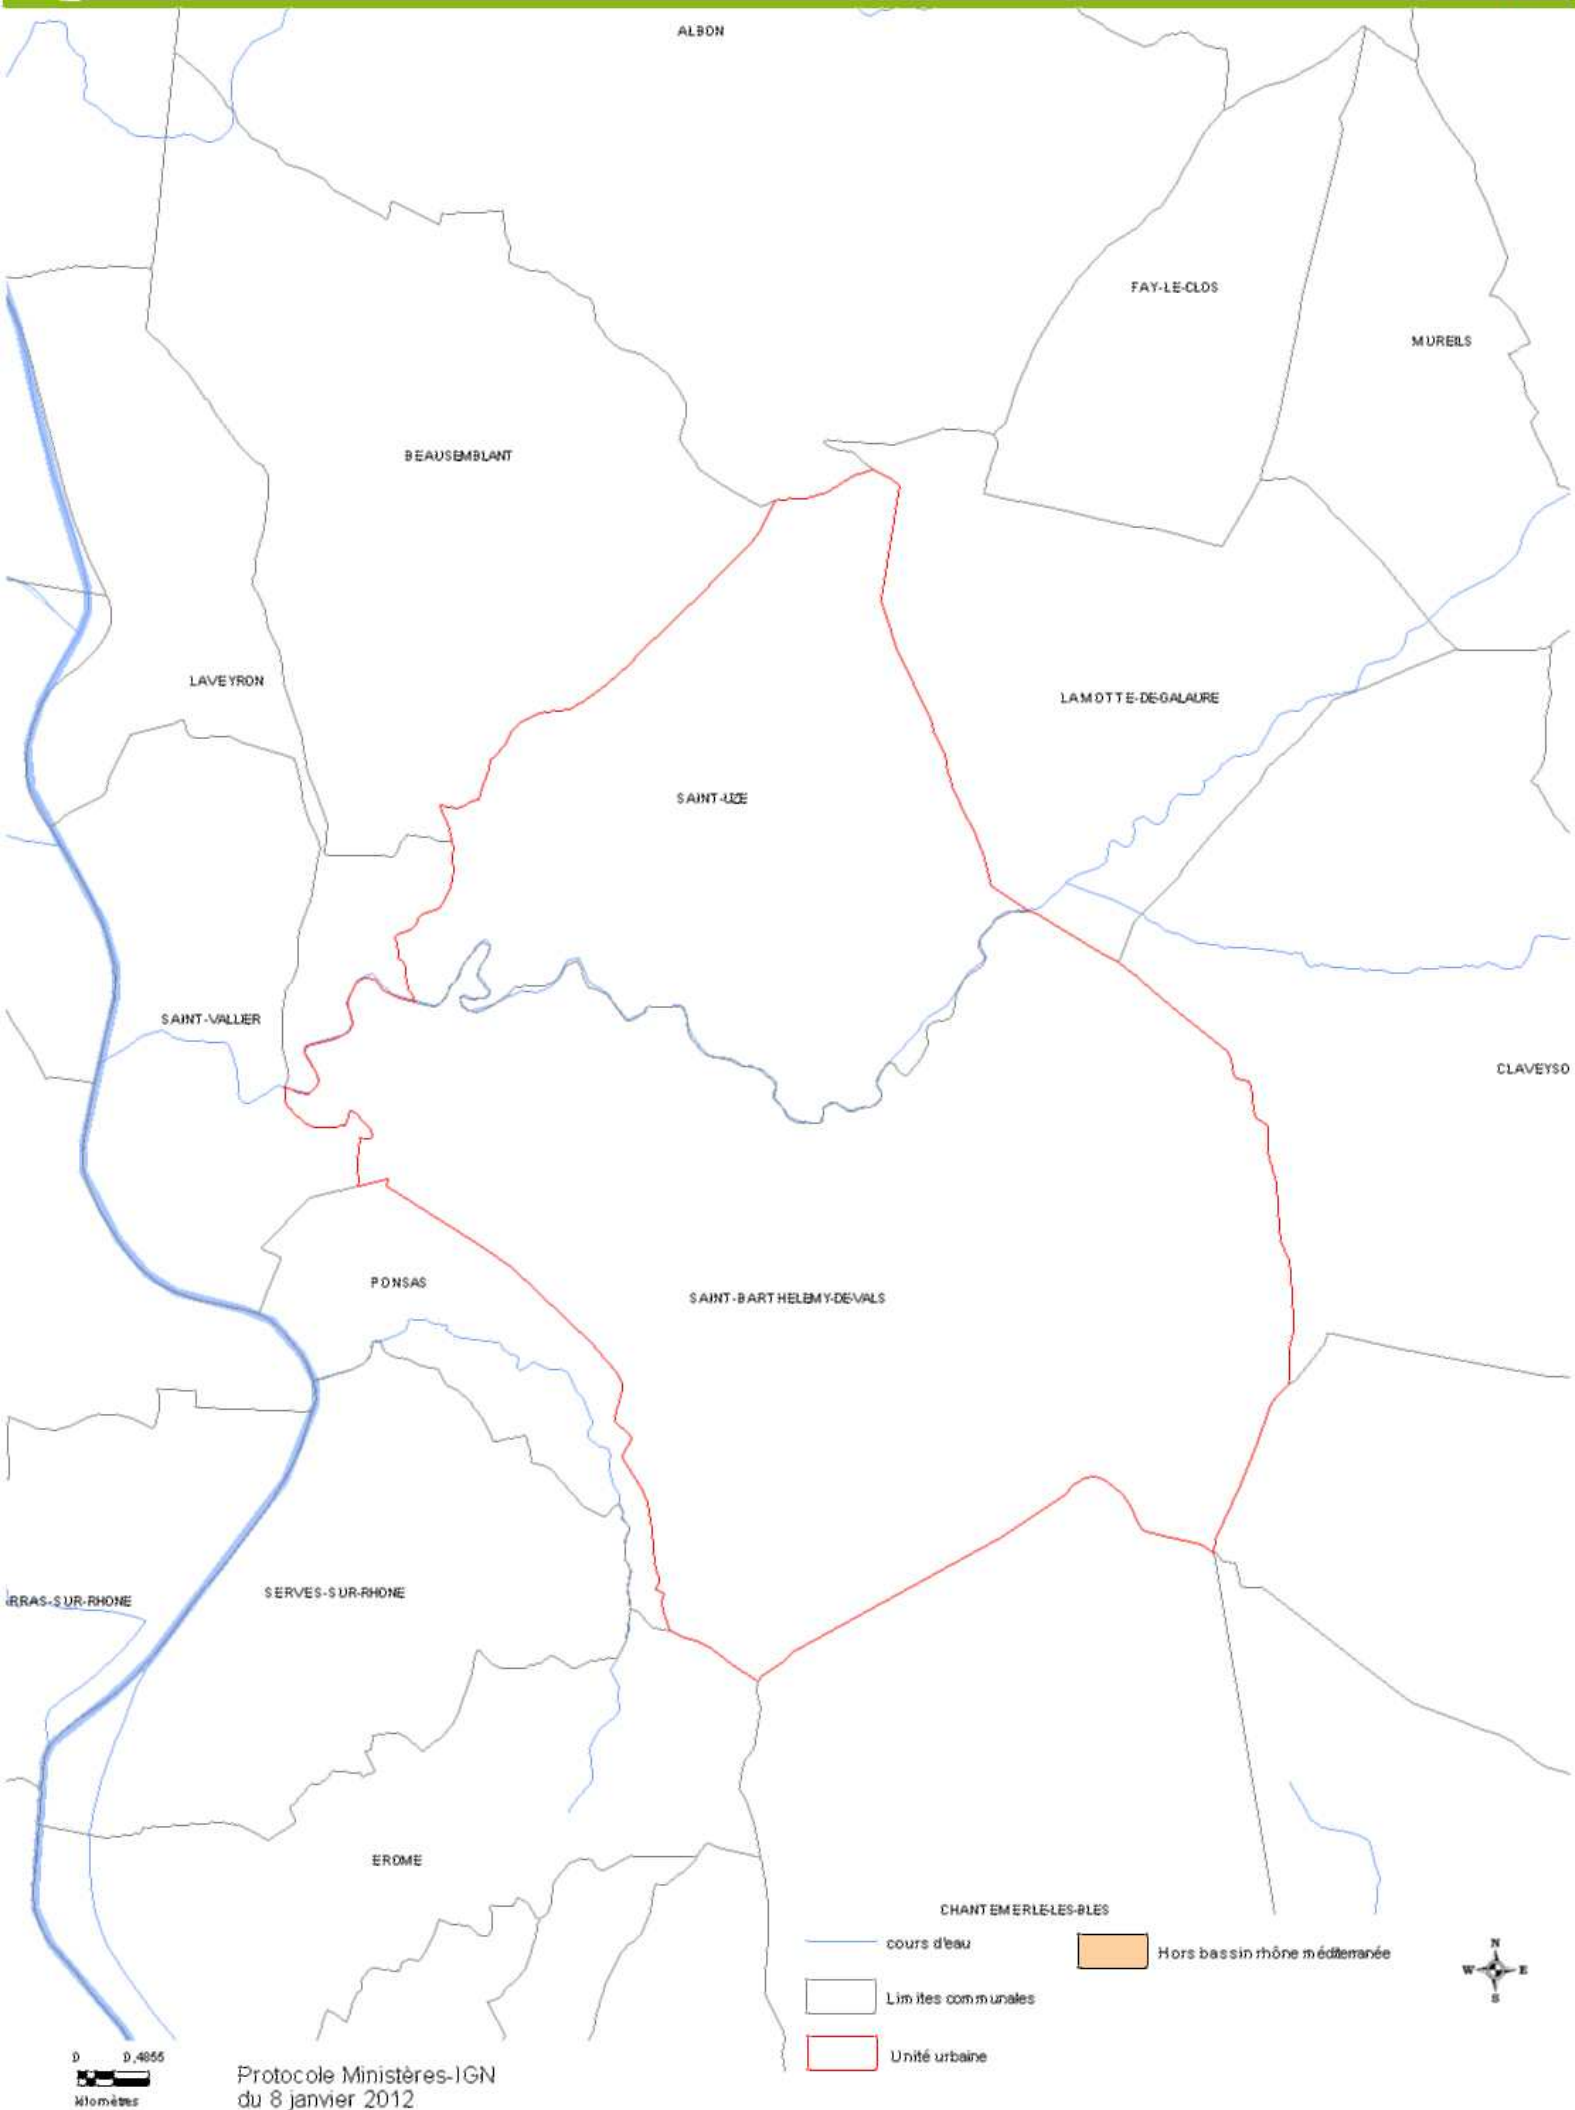 ALBON
FAY-LE-CLOS
MUREILS
BEAUSEMBLANT
LAVEYRON
LAMOTTE-DE-GALAURE
SAINT-UZE
SAINT-VALLIER
CLAVEYSO
PONSAS
SAINT-BARTHELEMY-DE-VALS
SERVES-SUR-RHONE
RRAS-SUR-RHONE
EROME
CHANTEMERLE-LES-BLES
cours d'eau
Hors bassin rhône méditerranée
Limites communales
Unité urbaine
N
W E
S
0 0,4855
kilomètres
Protocole Ministères-IGN
du 8 janvier 2012